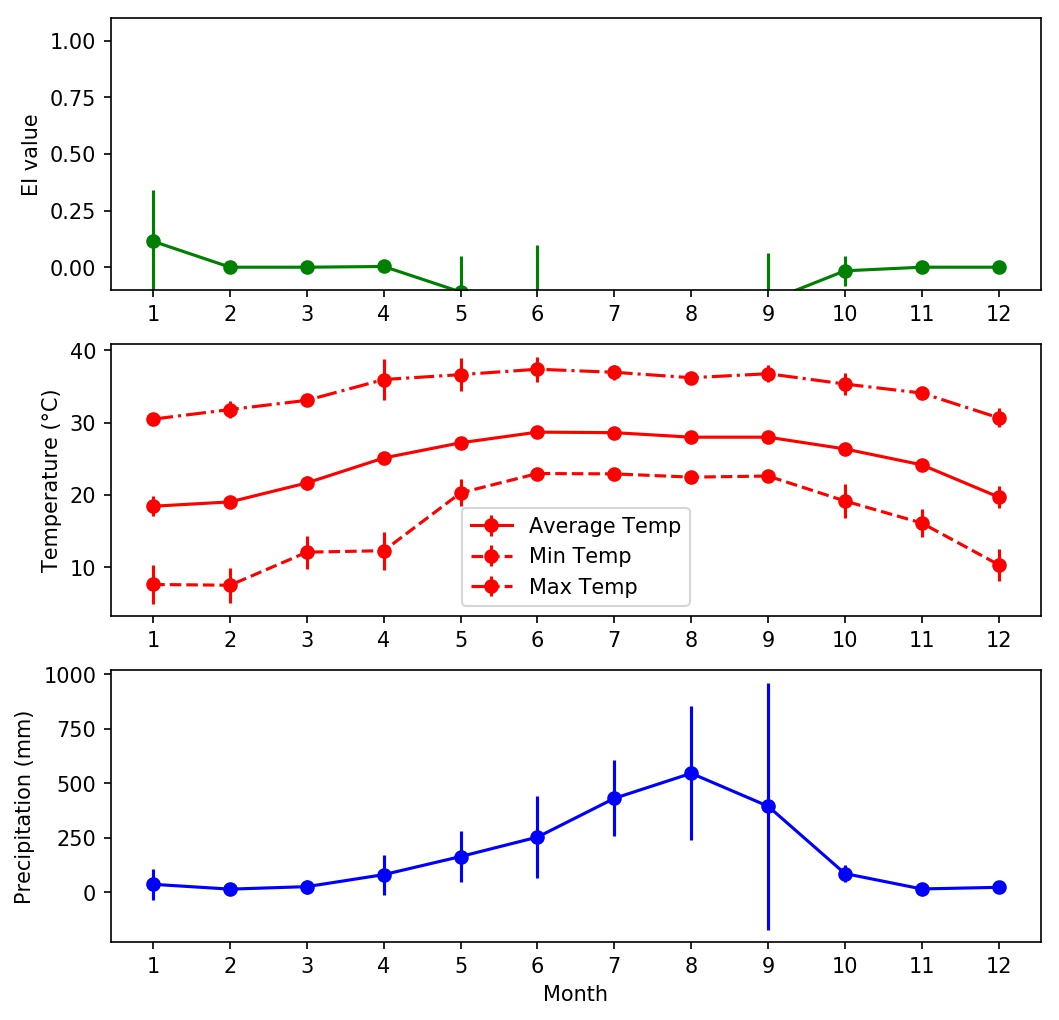 1.00
0.75
0.50
0.25
0.00
EI value
1 2 3 4 5 6 7 8 9 10 11 12
40
30
20
10
Temperature (°C)
Average Temp
Min Temp
Max Temp
1 2 3 4 5 6 7 8 9 10 11 12
1000
750
500
250
0
Precipitation (mm)
1 2 3 4 5 6 7 8 9 10 11 12
Month